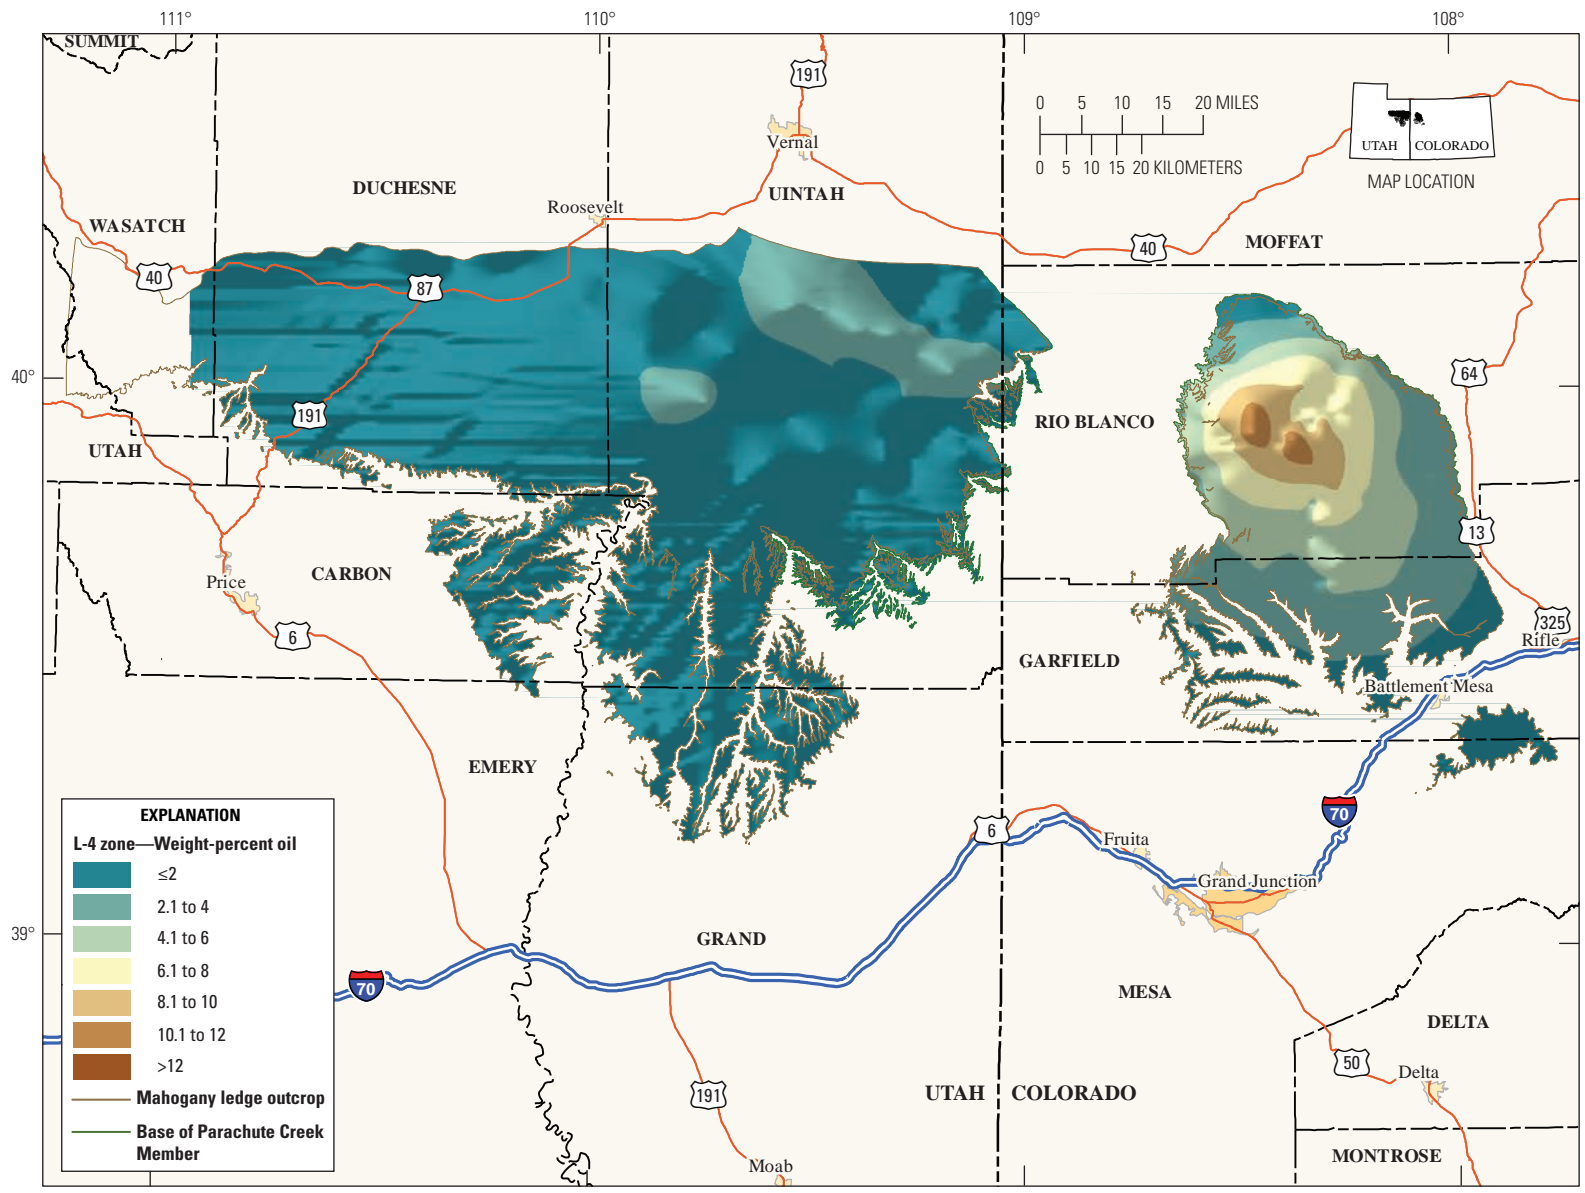 111°
110°
109°
108°
SUMMIT
191
0 5 10 15 20 MILES
0 5 10 15 20 KILOMETERS
UTAH COLORADO
MAP LOCATION
Vernal
DUCHESNE
UINTAH
Roosevelt
WASATCH
40
40
MOFFAT
87
40°
64
191
RIO BLANCO
UTAH
13
CARBON
Price
6
325
Rifle
GARFIELD
Battlement Mesa
EMERY
70
6
Fruita
Grand Junction
39°
GRAND
70
MESA
DELTA
50
Delta
191
UTAH
COLORADO
MONTROSE
Moab
EXPLANATION
L-4 zone—Weight-percent oil
≤2
2.1 to 4
4.1 to 6
6.1 to 8
8.1 to 10
10.1 to 12
>12
Mahogany ledge outcrop
Base of Parachute Creek
Member